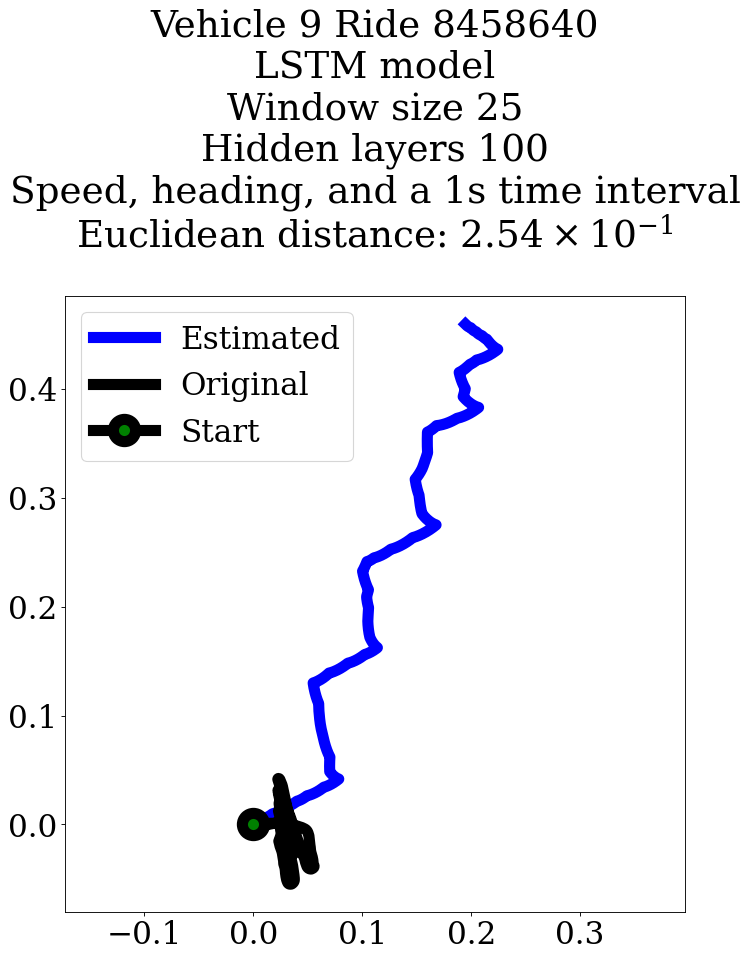 Vehicle 9 Ride 8458640
LSTM model
Window size 25
Hidden layers 100
Speed, heading, and a 1s time interval
Euclidean distance: 2.54 × 10⁻¹
Estimated
Original
Start
0.4
0.3
0.2
0.1
0.0
−0.1 0.0 0.1 0.2 0.3